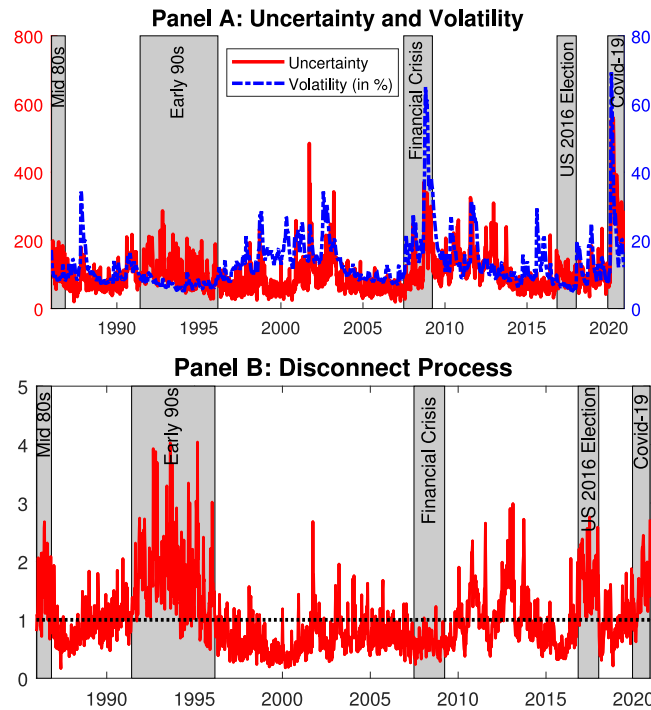 Panel A: Uncertainty and Volatility
800
600
400
200
0
80
60
40
20
0
Mid 80s
Early 90s
Financial Crisis
US 2016 Election
Covid-19
Uncertainty
Volatility (in %)
1990
1995
2000
2005
2010
2015
2020
Panel B: Disconnect Process
5
4
3
2
1
0
Mid 80s
Early 90s
Financial Crisis
US 2016 Election
Covid-19
1990
1995
2000
2005
2010
2015
2020